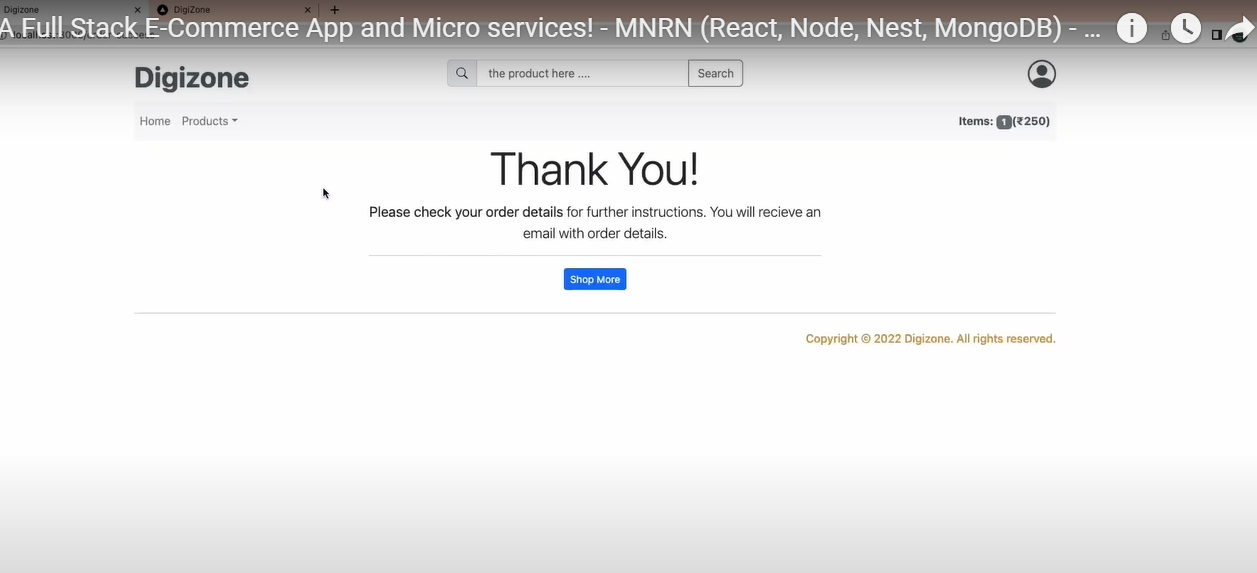 Digizone
DigiZone
A Full Stack E-Commerce App and Micro services! - MNRN (React, Node, Nest, MongoDB) - ...
Digizone
the product here ....
Search
Home Products
Items: 1 (₹250)
Thank You!
Please check your order details for further instructions. You will recieve an
email with order details.
Shop More
Copyright © 2022 Digizone. All rights reserved.